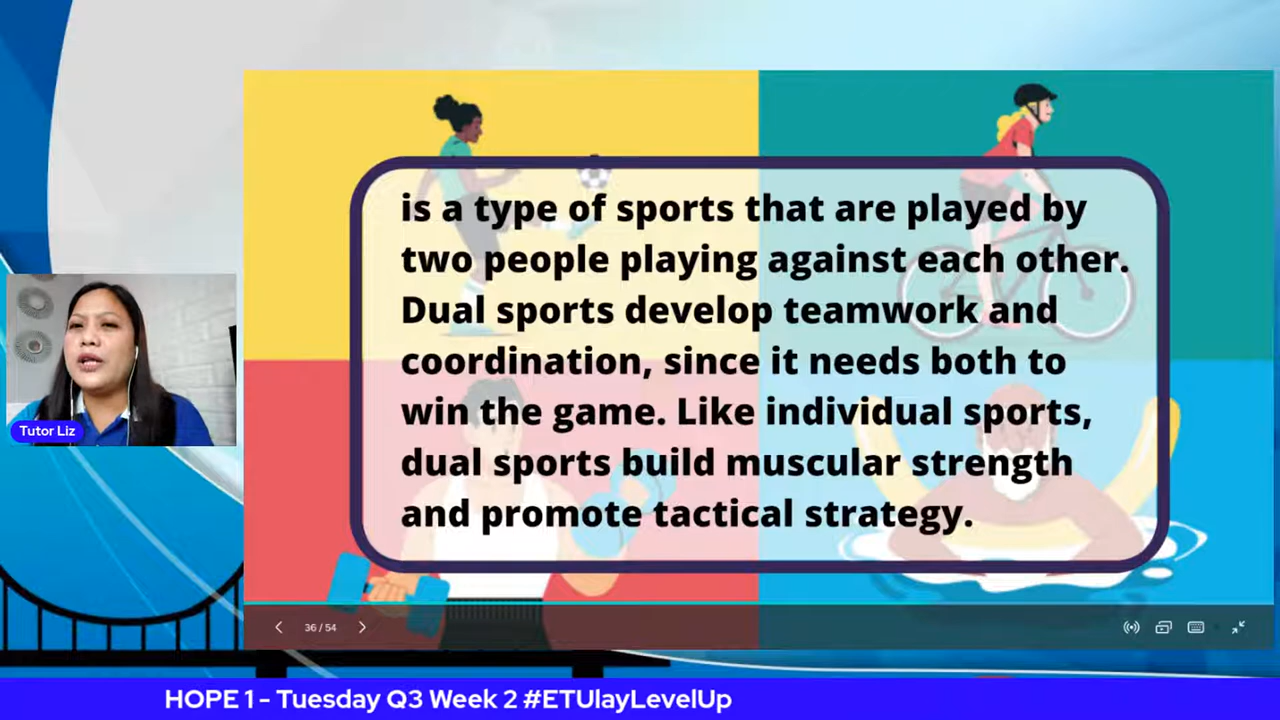 is a type of sports that are played by
two people playing against each other.
Dual sports develop teamwork and
coordination, since it needs both to
win the game. Like individual sports,
dual sports build muscular strength
and promote tactical strategy.
Tutor Liz
36 / 54
HOPE 1 - Tuesday Q3 Week 2 #ETUlayLevelUp